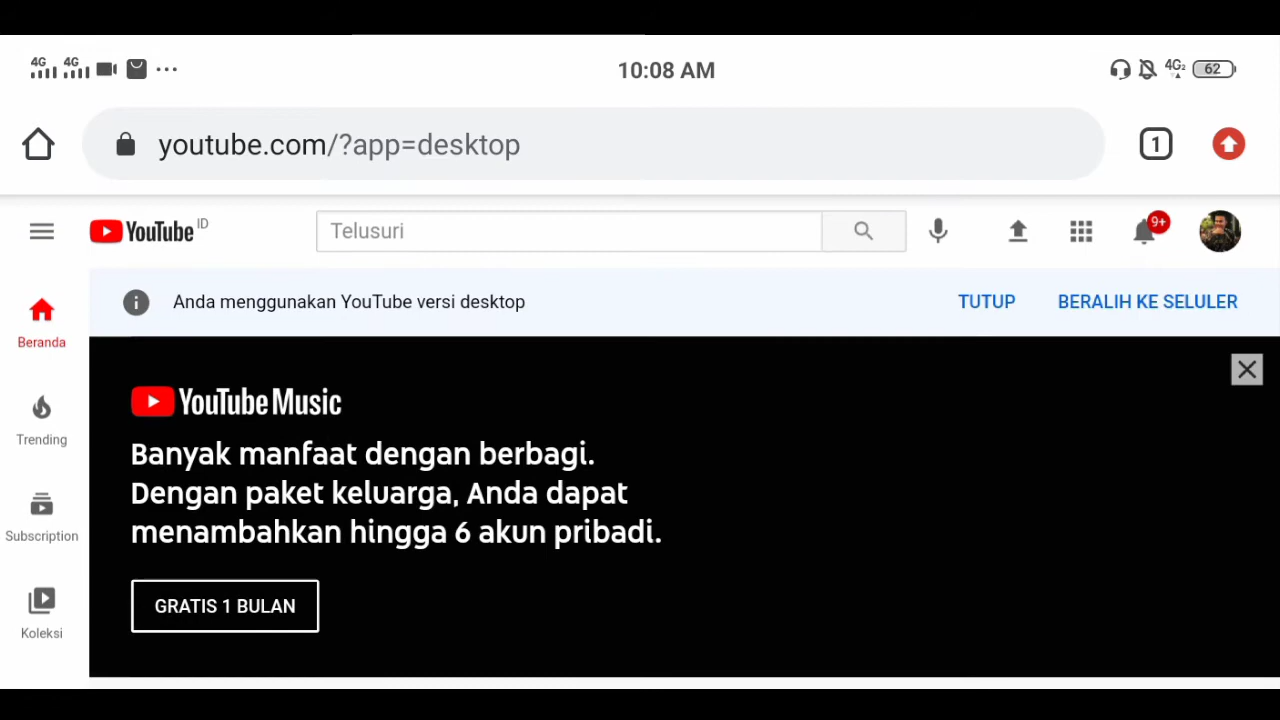 4G 4G 10:08 AM 4G2 62
youtube.com/?app=desktop 1
YouTube ID Telusuri 9+
Anda menggunakan YouTube versi desktop TUTUP BERALIH KE SELULER
Beranda
Trending
Subscription
Koleksi
YouTube Music
Banyak manfaat dengan berbagi.
Dengan paket keluarga, Anda dapat
menambahkan hingga 6 akun pribadi.
GRATIS 1 BULAN